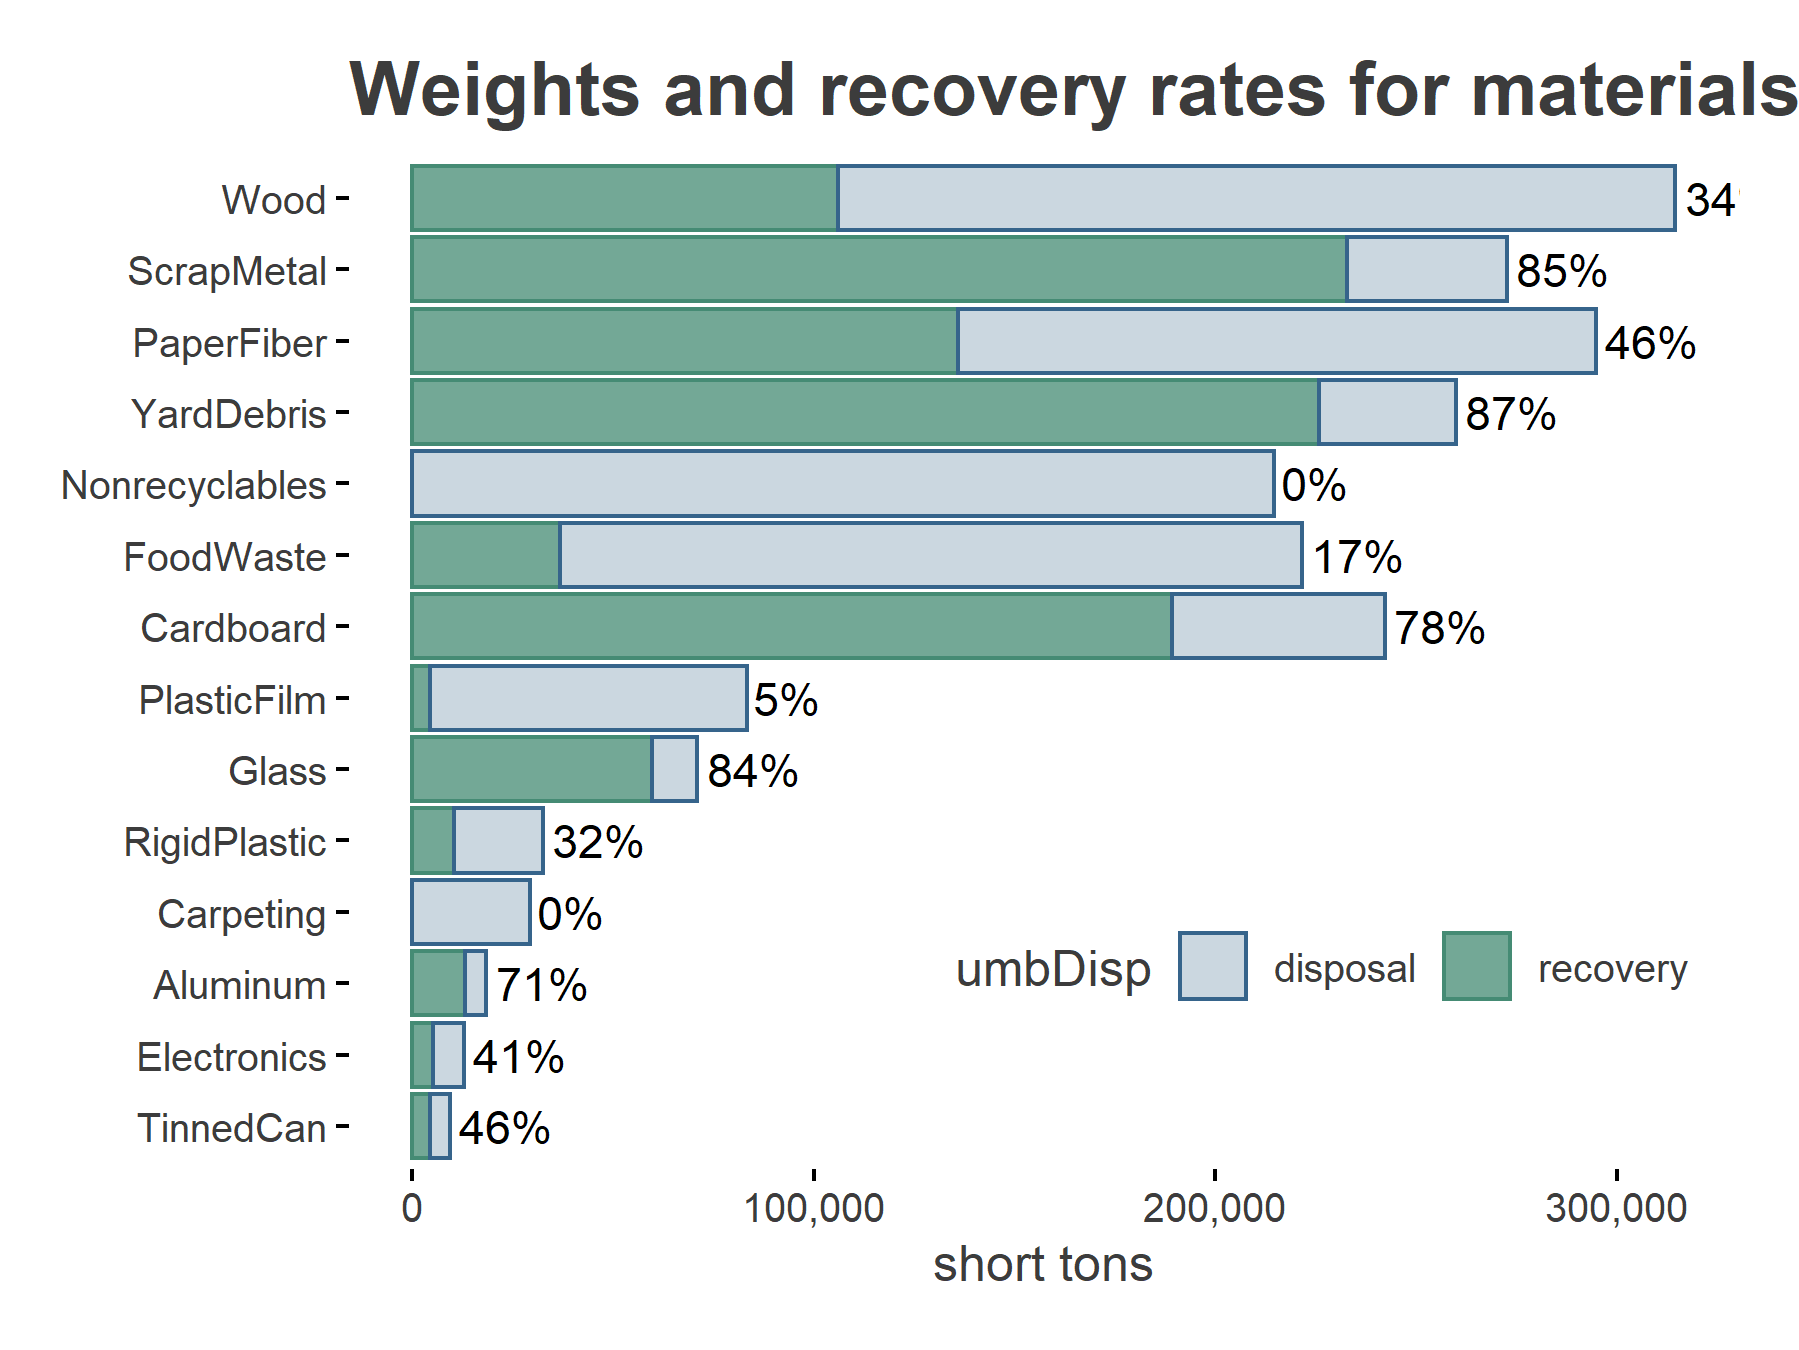 Weights and recovery rates for materials
Wood 34
ScrapMetal 85%
PaperFiber 46%
YardDebris 87%
Nonrecyclables 0%
FoodWaste 17%
Cardboard 78%
PlasticFilm 5%
Glass 84%
RigidPlastic 32%
Carpeting 0%
Aluminum 71%
Electronics 41%
TinnedCan 46%
umbDisp disposal recovery
0 100,000 200,000 300,000
short tons